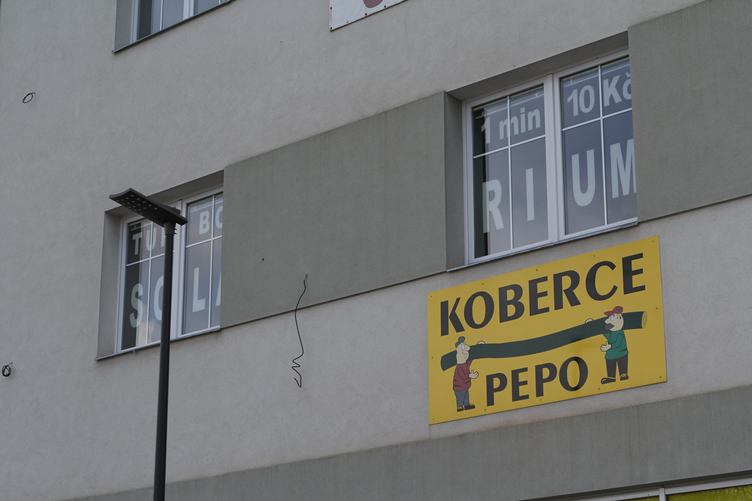 1 min 10 Kč
RIUM
SOLA
KOBERCE
PEPO